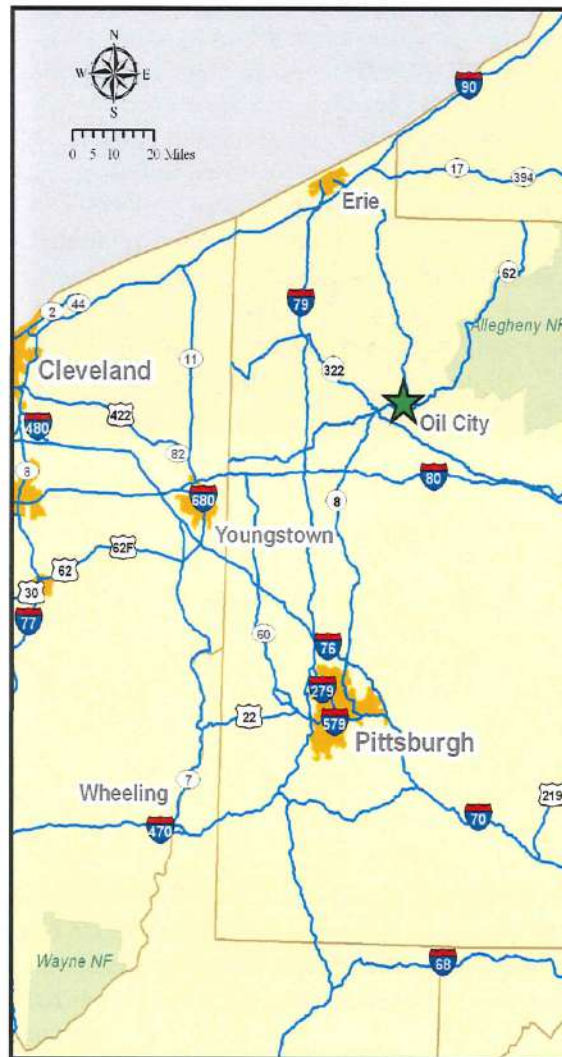 N
W E
S
0 5 10 20 Miles
90
17
394
Erie
62
79
Allegheny NF
2
44
11
322
Cleveland
422
Oil City
480
82
80
8
680
8
Youngstown
62F
62
30
77
60
76
279
22
579
Pittsburgh
7
Wheeling
219
70
470
Wayne NF
68